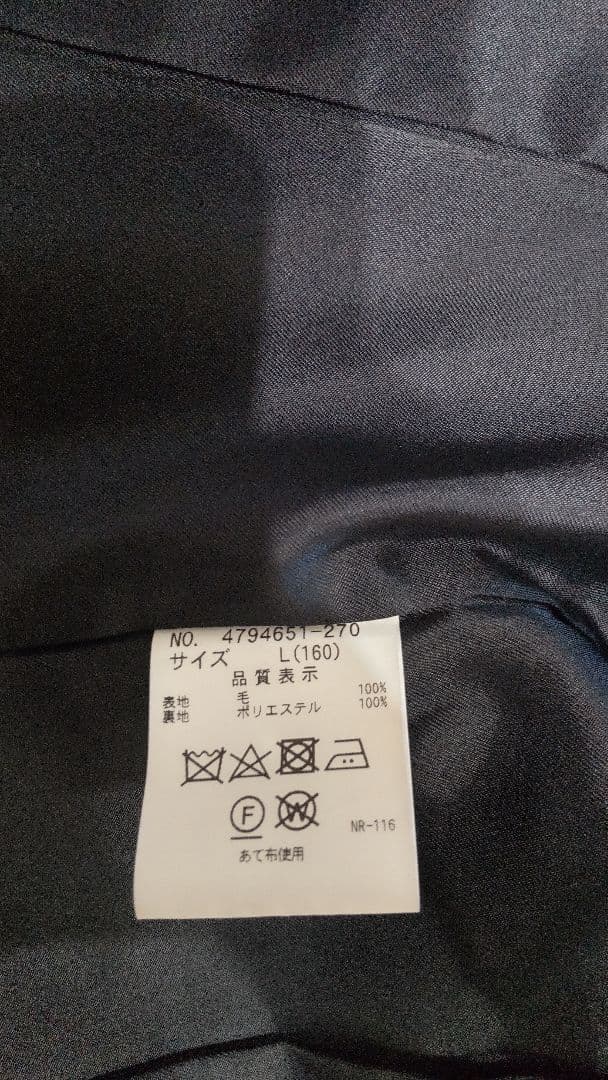 NO. 4794651-270
サイズ L(160)
品質表示
表地 毛 100%
裏地 ポリエステル 100%
F W
NR-116
あて布使用